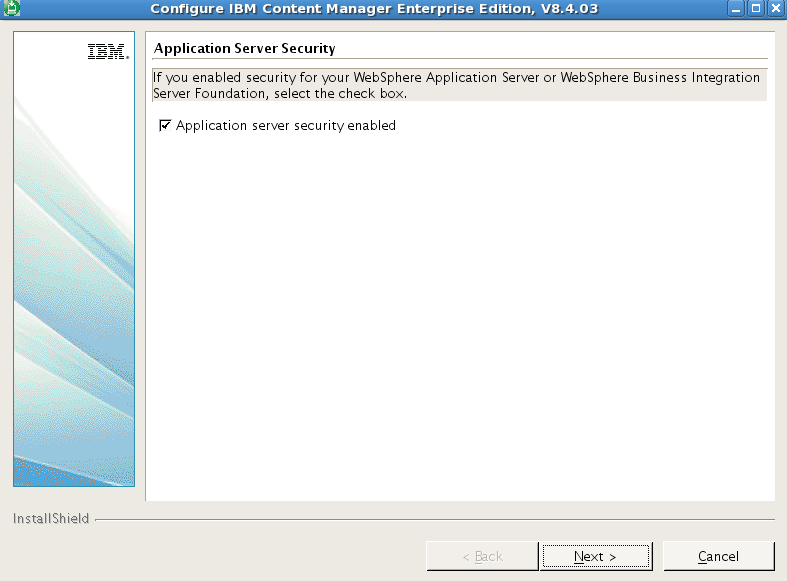 Configure IBM Content Manager Enterprise Edition, V8.4.03
IBM.
Application Server Security
If you enabled security for your WebSphere Application Server or WebSphere Business Integration
Server Foundation, select the check box.
Application server security enabled
InstallShield
< Back
Next >
Cancel